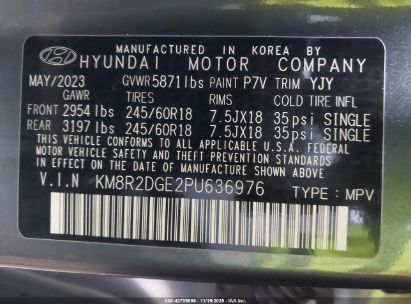 MANUFACTURED IN KOREA BY
HYUNDAI MOTOR COMPANY
MAY/2023 GVWR5871lbs PAINT P7V TRIM YJY
GAWR TIRES RIMS COLD TIRE INFL
FRONT 2954lbs 245/60R18 7.5JX18 35psi SINGLE
REAR 3197lbs 245/60R18 7.5JX18 35psi SINGLE
THIS VEHICLE CONFORMS TO ALL APPLICABLE U.S. FEDERAL
MOTOR VEHICLE SAFETY, BUMPER, AND THEFT PREVENTION STANDARDS
IN EFFECT ON THE DATE OF MANUFACTURE SHOWN ABOVE.
V.I.N KM8R2DGE2PU636976 TYPE : MPV